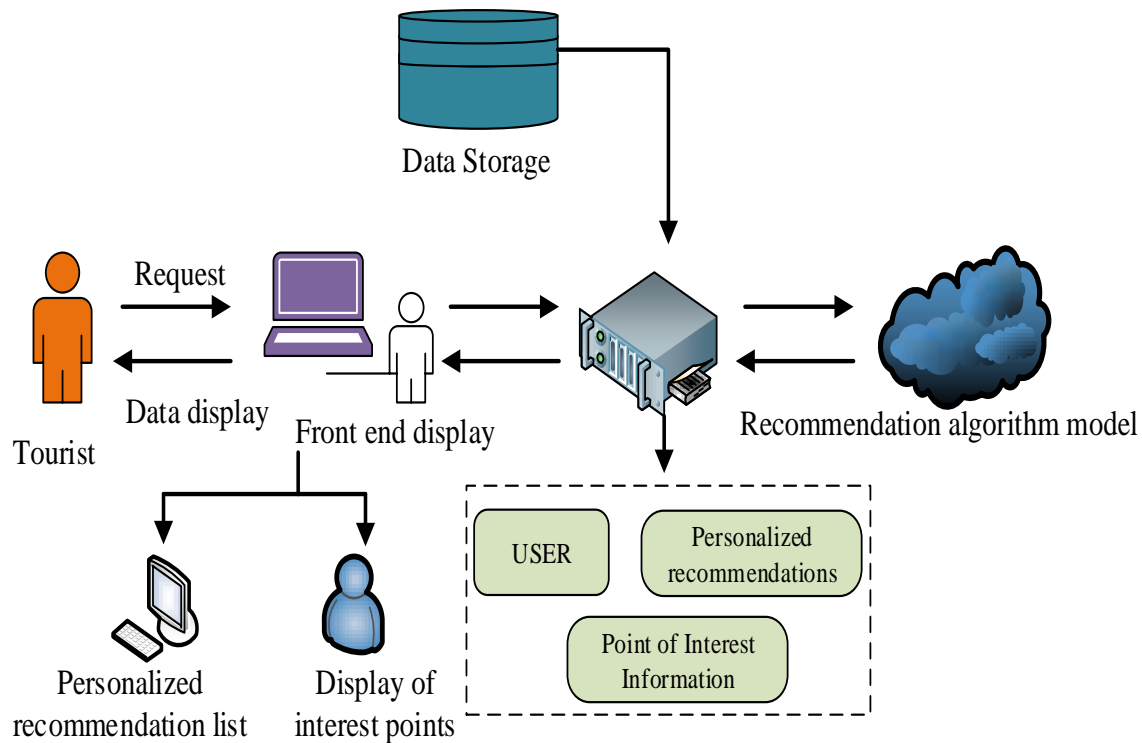 Data Storage
Request
Data display
Tourist
Front end display
Recommendation algorithm model
USER
Personalized
recommendations
Point of Interest
Information
Personalized
recommendation list
Display of
interest points